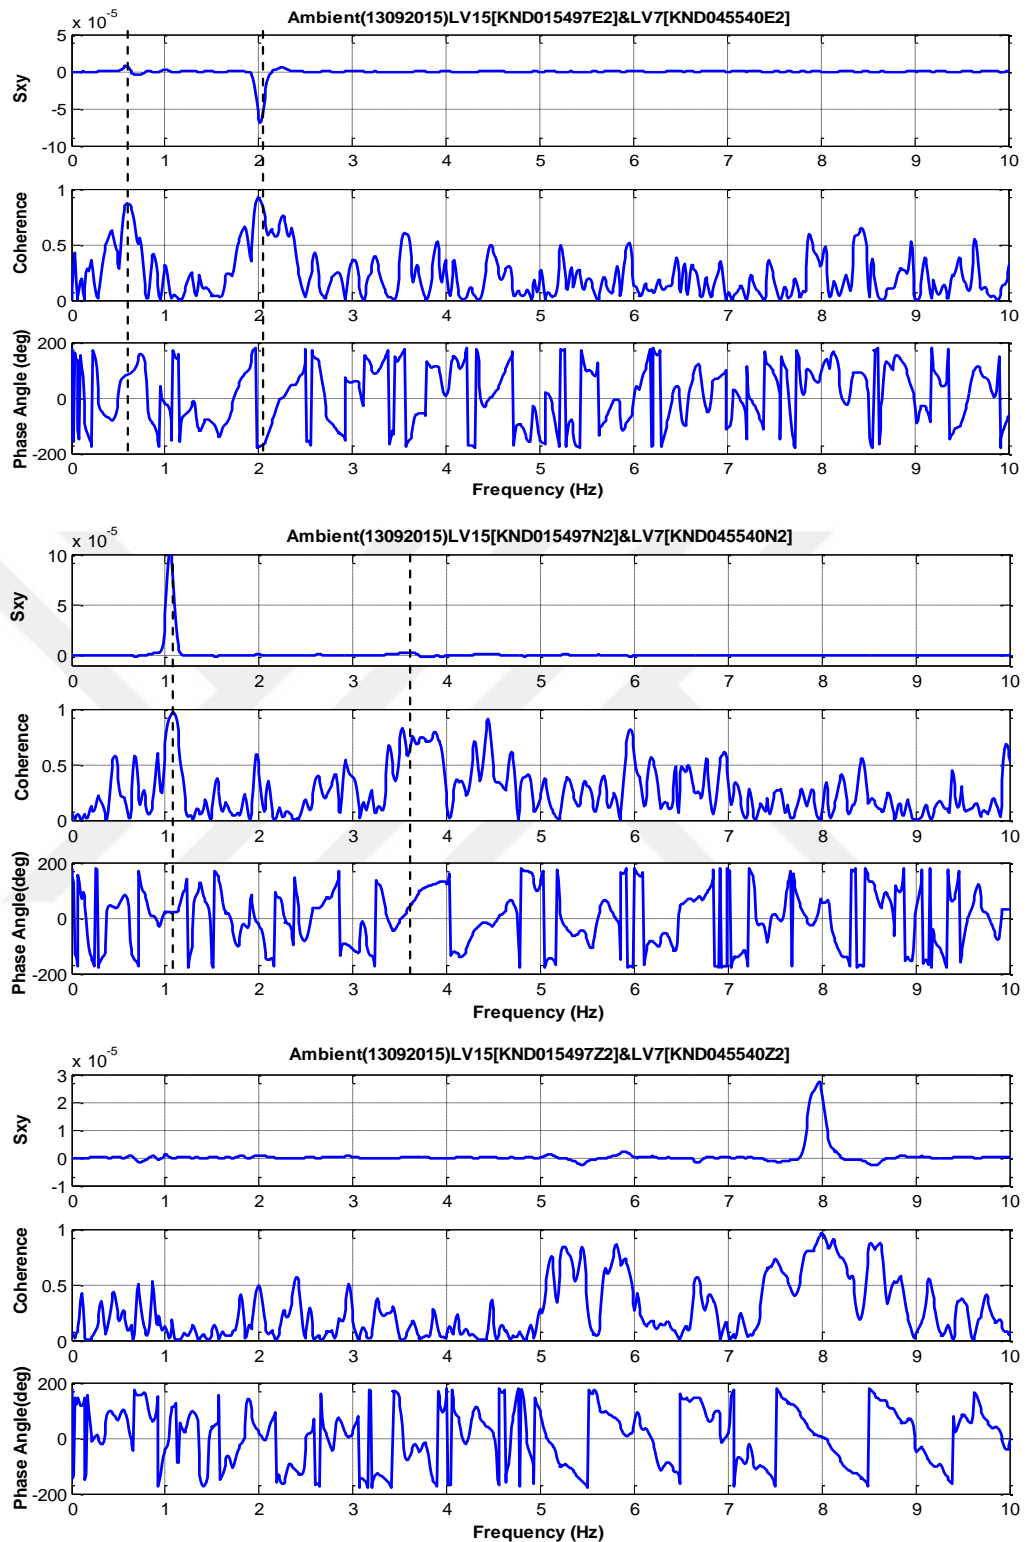 Ambient(13092015)LV15[KND015497E2]&LV7[KND045540E2]
x 10^-5
5
0
-5
-10
Sxy
0 1 2 3 4 5 6 7 8 9 10
1
0.5
0
Coherence
0 1 2 3 4 5 6 7 8 9 10
200
0
-200
Phase Angle (deg)
0 1 2 3 4 5 6 7 8 9 10
Frequency (Hz)
Ambient(13092015)LV15[KND015497N2]&LV7[KND045540N2]
x 10^-5
10
5
0
Sxy
0 1 2 3 4 5 6 7 8 9 10
1
0.5
0
Coherence
0 1 2 3 4 5 6 7 8 9 10
200
0
-200
Phase Angle(deg)
0 1 2 3 4 5 6 7 8 9 10
Frequency (Hz)
Ambient(13092015)LV15[KND015497Z2]&LV7[KND045540Z2]
x 10^-5
3
2
1
0
-1
Sxy
0 1 2 3 4 5 6 7 8 9 10
1
0.5
0
Coherence
0 1 2 3 4 5 6 7 8 9 10
200
0
-200
Phase Angle(deg)
0 1 2 3 4 5 6 7 8 9 10
Frequency (Hz)